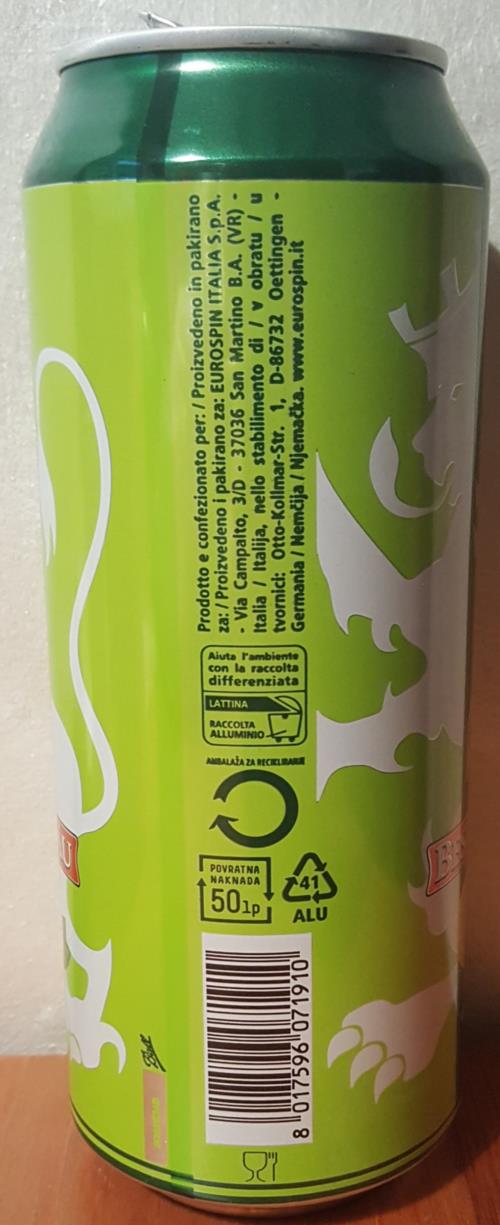 Prodotto e confezionato per: / Proizvedeno in pakirano
za: / Proizvedeno i pakirano za: EUROSPIN ITALIA S.p.A.
- Via Campalto, 3/D - 37036 San Martino B.A. (VR) -
Italia / Italija, nello stabilimento di / v obratu / u
tvornici: Otto-Kollmar-Str. 1, D-86732 Oettingen -
Germania / Nemčija / Njemačka. www.eurospin.it
Aiuta l'ambiente
con la raccolta
differenziata
LATTINA
RACCOLTA
ALLUMINIO
AMBALAŽA ZA RECIKLIRANJE
POVRATNA
NAKNADA
50lp
41
ALU
8 017596 071910
Ball